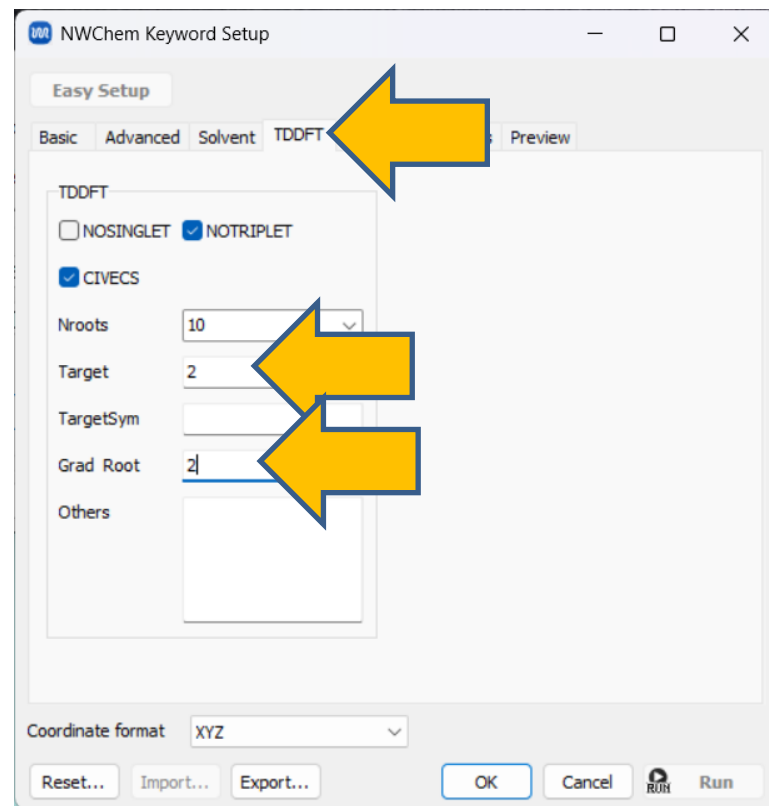 NWChem Keyword Setup
Easy Setup
Basic Advanced Solvent TDDFT Preview
TDDFT
NOSINGLET NOTRIPLET
CIVECS
Nroots 10
Target 2
TargetSym
Grad Root 2
Others
Coordinate format XYZ
Reset... Import... Export... OK Cancel RUN Run